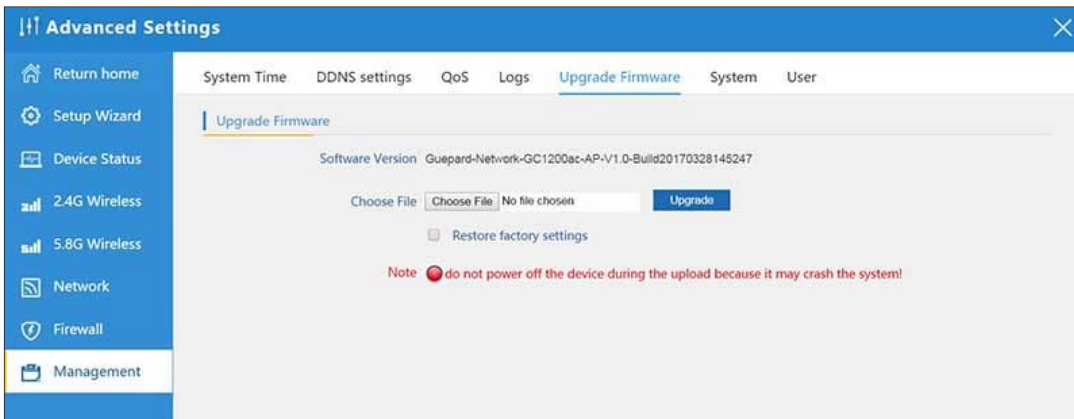 Advanced Settings
Return home
System Time DDNS settings QoS Logs Upgrade Firmware System User
Setup Wizard
Upgrade Firmware
Device Status
Software Version Guepard-Network-GC1200ac-AP-V1.0-Build20170328145247
2.4G Wireless
Choose File Choose File No file chosen Upgrade
Restore factory settings
5.8G Wireless
Note do not power off the device during the upload because it may crash the system!
Network
Firewall
Management